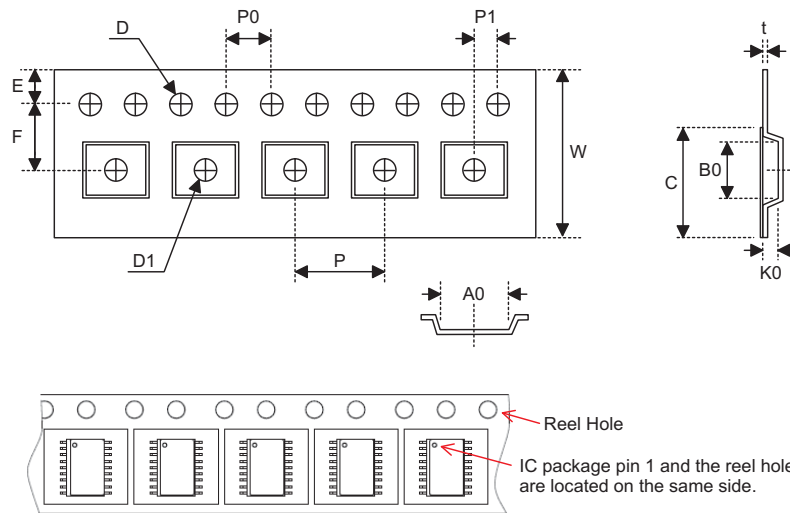 P0
P1
D
t
E
F
W
C
B0
D1
P
K0
A0
Reel Hole
IC package pin 1 and the reel hole
are located on the same side.